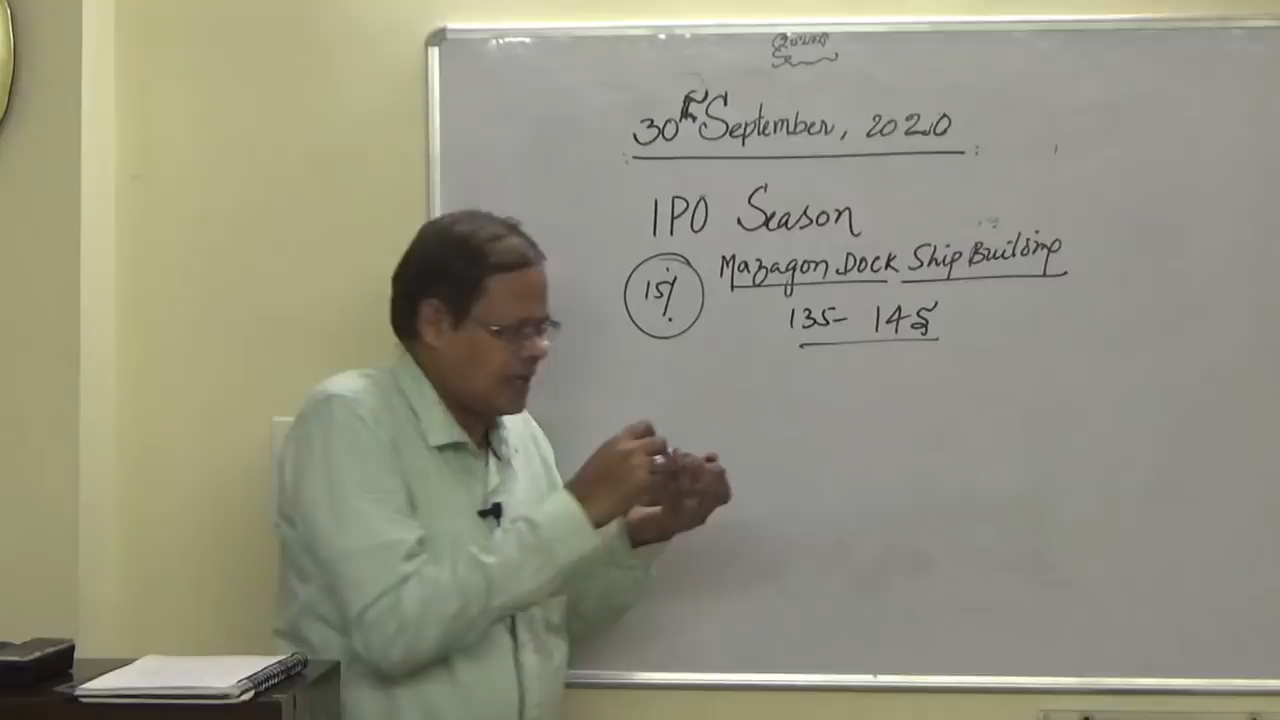 30th September, 2020
IPO Season
15%
Mazagon Dock Ship Building
135- 145